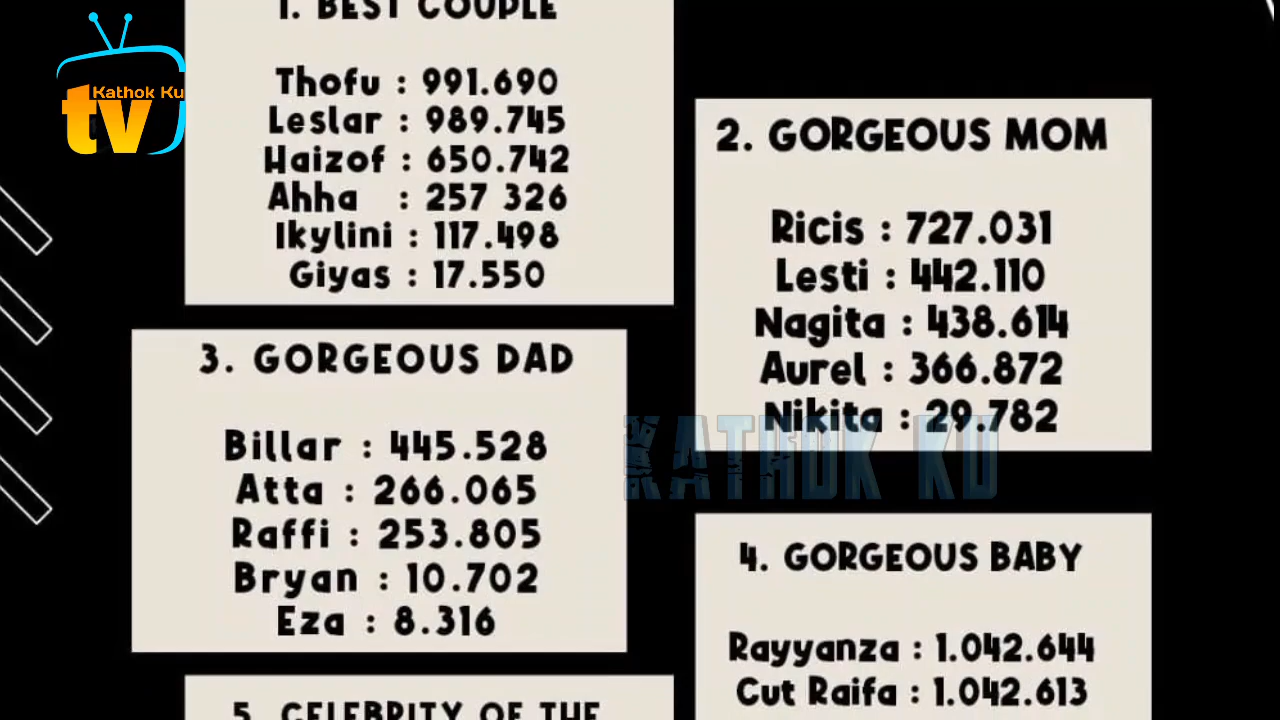 Kathok Ku
tv
1. BEST COUPLE
Thofu : 991.690
Leslar : 989.745
Haizof : 650.742
Ahha : 257 326
Ikylini : 117.498
Giyas : 17.550
2. GORGEOUS MOM
Ricis : 727.031
Lesti : 442.110
Nagita : 438.614
Aurel : 366.872
Nikita : 29.782
3. GORGEOUS DAD
Billar : 445.528
Atta : 266.065
Raffi : 253.805
Bryan : 10.702
Eza : 8.316
KATHOK KU
4. GORGEOUS BABY
Rayyanza : 1.042.644
Cut Raifa : 1.042.613
5. CELEBRITY OF THE